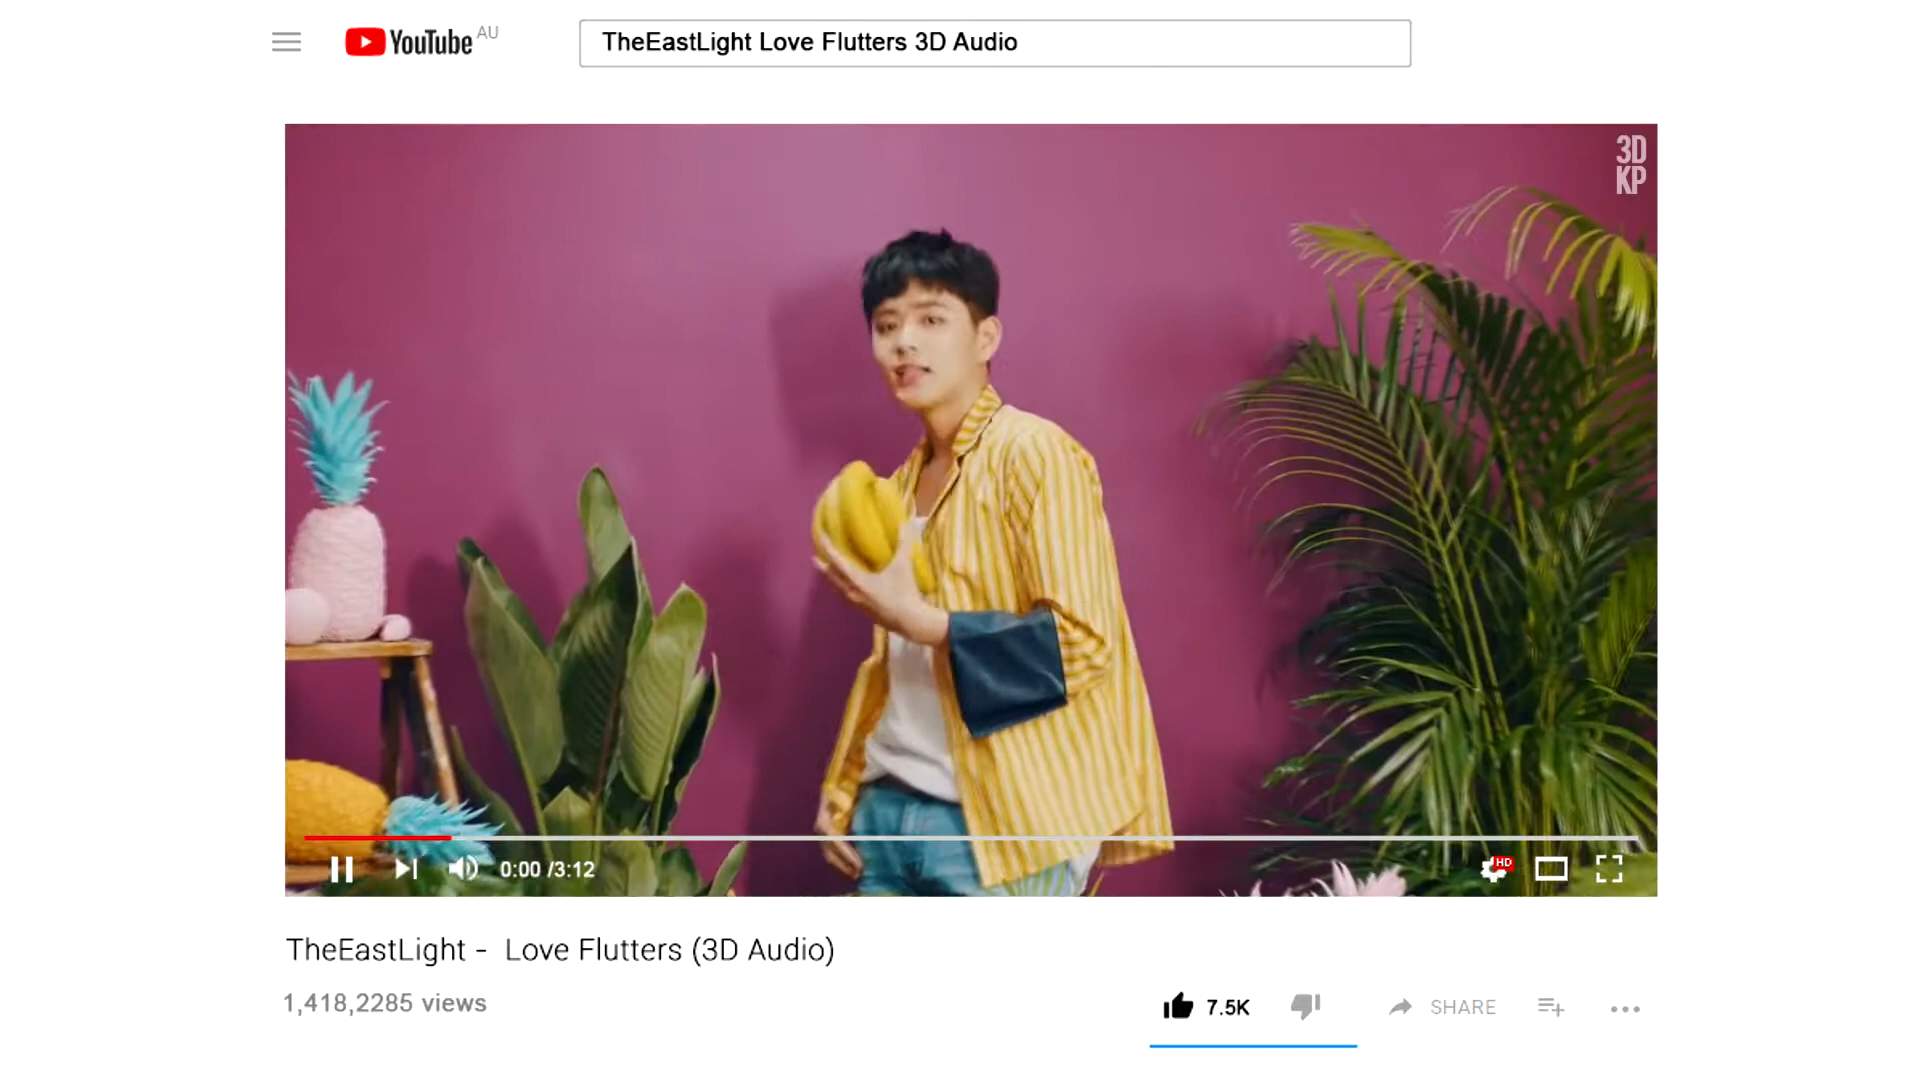 YouTube AU
TheEastLight Love Flutters 3D Audio
3D
KP
0:00 /3:12
HD
TheEastLight - Love Flutters (3D Audio)
1,418,2285 views
7.5K
SHARE